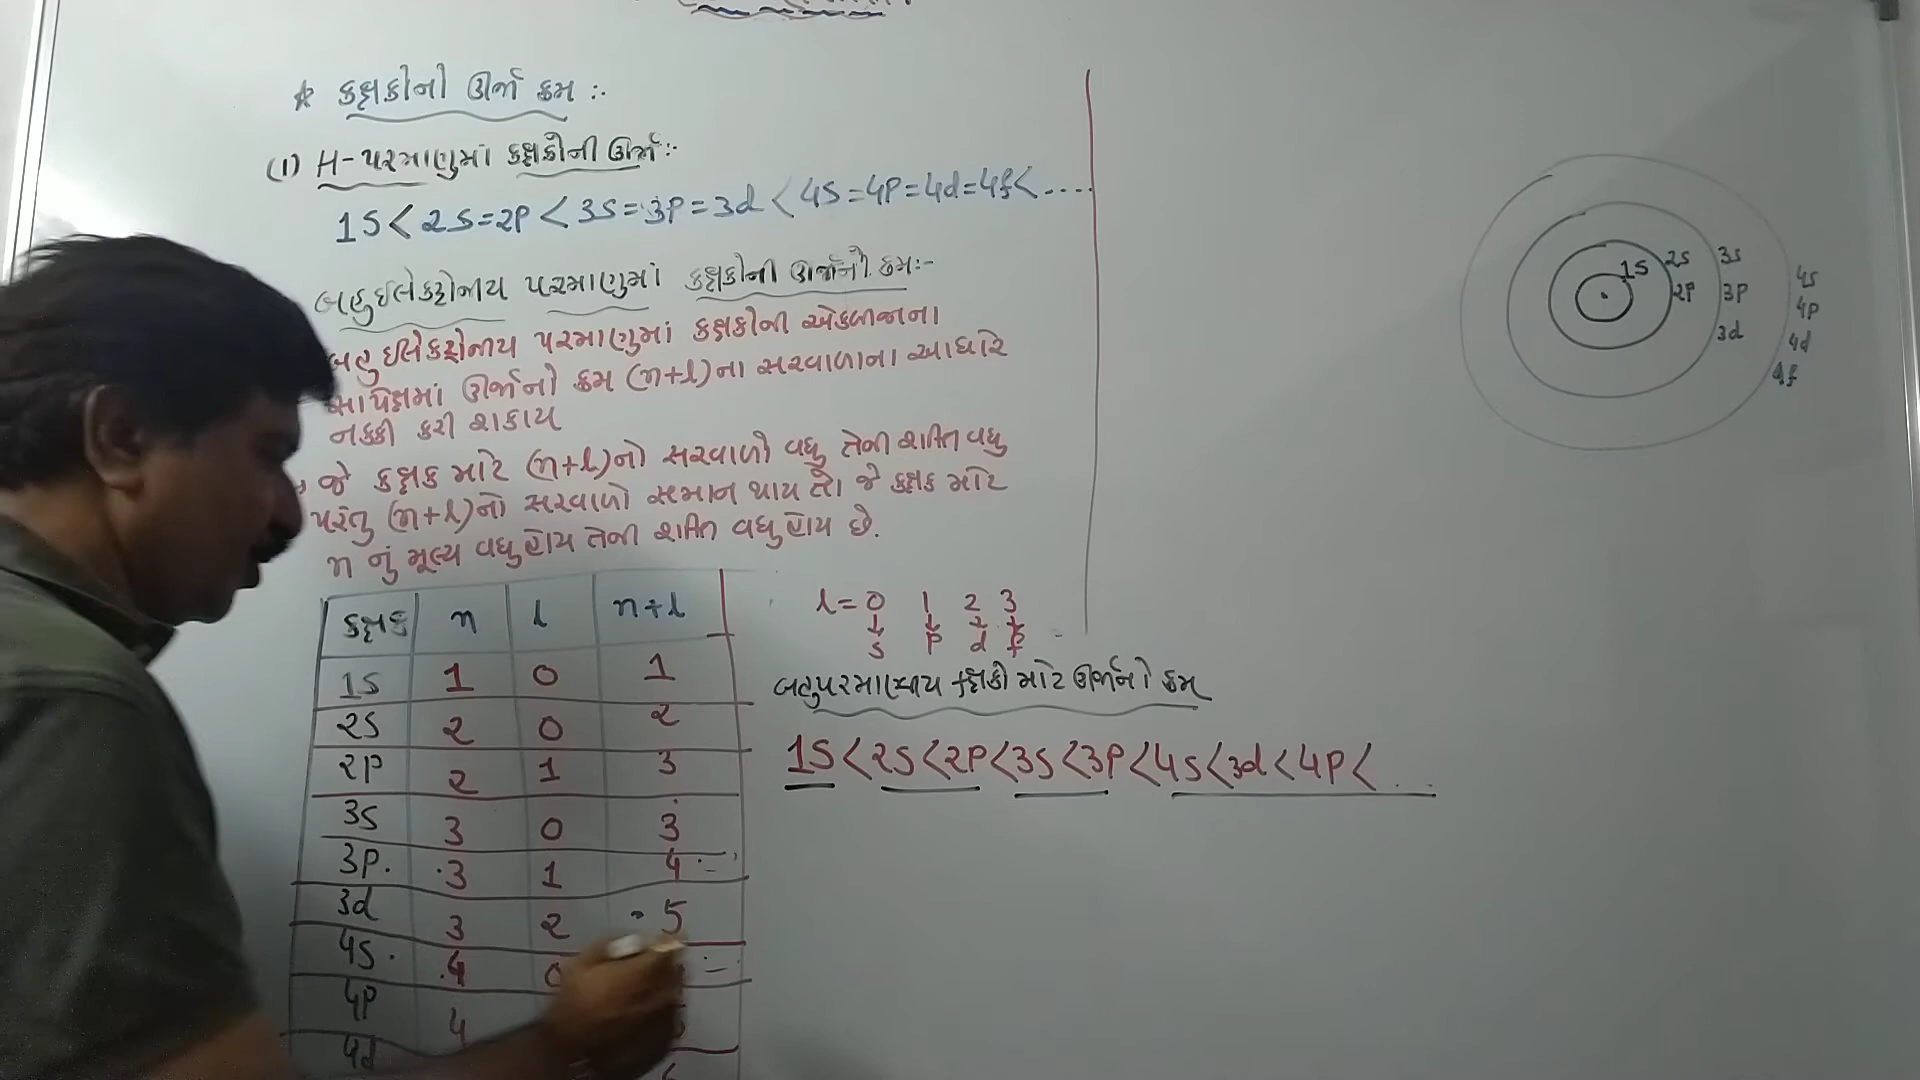 * કક્ષકોનો ઊર્જા ક્રમ :-
(1) H-પરમાણુમાં કક્ષકોની ઊર્જા:-
1S < 2S = 2P < 3S = 3P = 3d < 4S = 4P = 4d = 4f < ....
બહુઇલેક્ટ્રોનીય પરમાણુમાં કક્ષકોની ઊર્જાનો ક્રમ:-
બહુ ઇલેક્ટ્રોનીય પરમાણુમાં કક્ષકોની એકબીજાના
સાપેક્ષમાં ઊર્જાનો ક્રમ (n+l) ના સરવાળાના આધારે
નક્કી કરી શકાય
જે કક્ષક માટે (n+l) નો સરવાળો વધુ તેની શક્તિ વધુ
પરંતુ (n+l) નો સરવાળો સમાન થાય તો જે કક્ષક માટે
n નું મૂલ્ય વધુ હોય તેની શક્તિ વધુ હોય છે.
કક્ષક n l n+l
1S 1 0 1
2S 2 0 2
2P 2 1 3
3S 3 0 3
3P. 3 1 4
3d 3 2 5
4S 4 0
4P 4
4d
l = 0 1 2 3
S P d f
બહુપરમાણ્વીય કક્ષકો માટે ઊર્જાનો ક્રમ
1S < 2S < 2P < 3S < 3P < 4S < 3d < 4P < ...
1S 2S 3S 4S
2P 3P 4P
3d 4d
4f